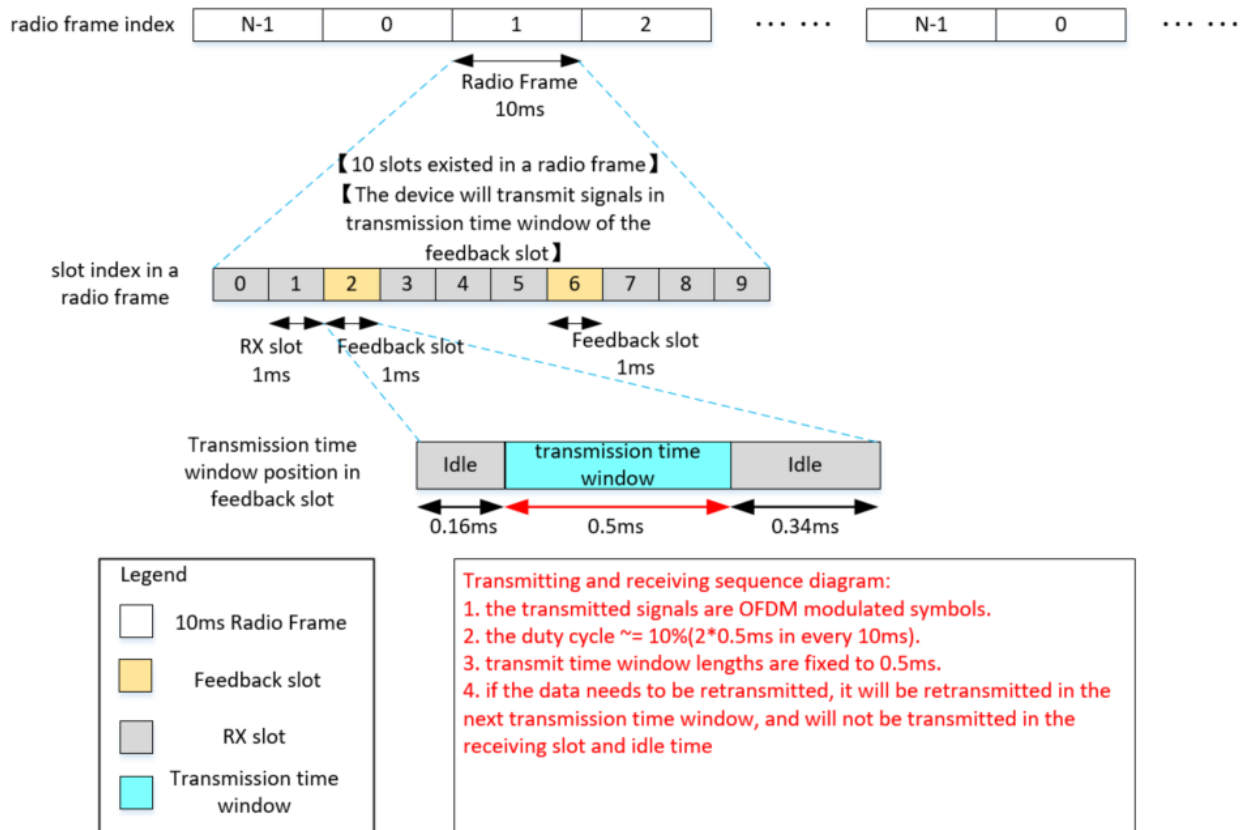 radio frame index N-1 0 1 2 ... ... N-1 0 ... ...
Radio Frame
10ms
【10 slots existed in a radio frame】
【The device will transmit signals in
transmission time window of the
feedback slot】
slot index in a
radio frame
0 1 2 3 4 5 6 7 8 9
RX slot
1ms
Feedback slot
1ms
Feedback slot
1ms
Transmission time
window position in
feedback slot
Idle
transmission time
window
Idle
0.16ms 0.5ms 0.34ms
Legend
10ms Radio Frame
Feedback slot
RX slot
Transmission time
window
Transmitting and receiving sequence diagram:
1. the transmitted signals are OFDM modulated symbols.
2. the duty cycle ~= 10%(2*0.5ms in every 10ms).
3. transmit time window lengths are fixed to 0.5ms.
4. if the data needs to be retransmitted, it will be retransmitted in the
next transmission time window, and will not be transmitted in the
receiving slot and idle time